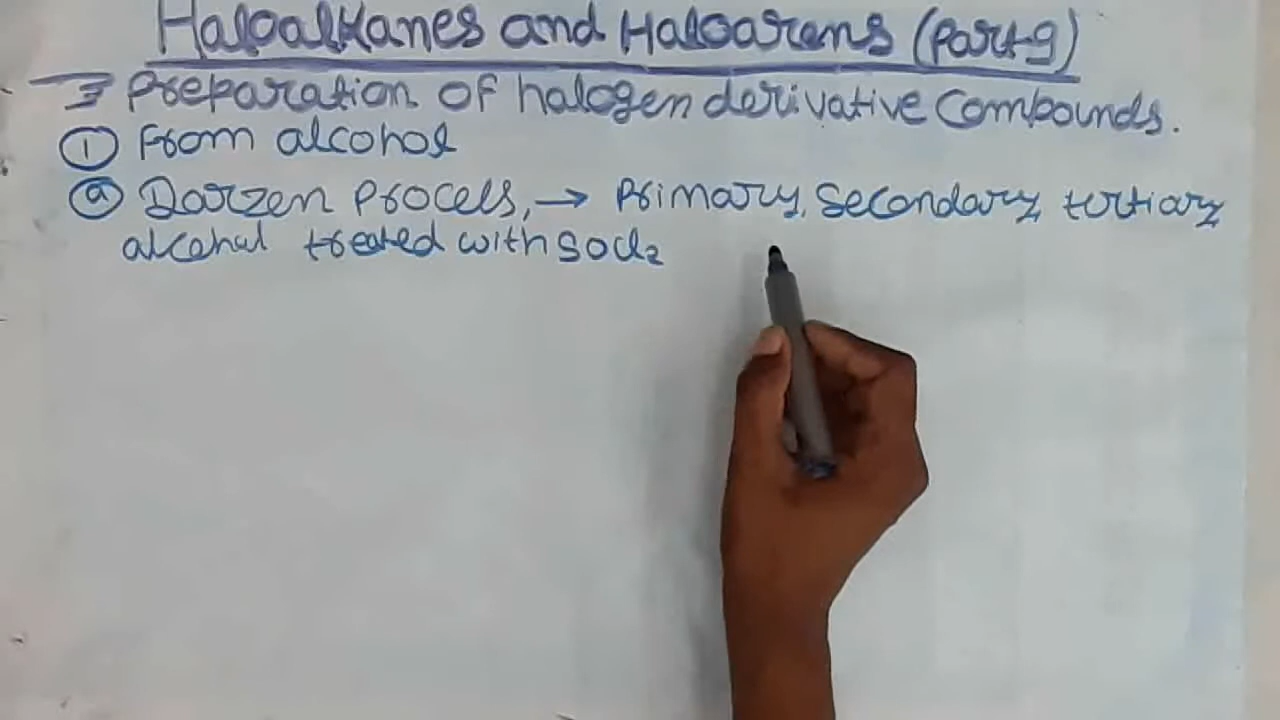 Haloalkanes and Haloarens (Part-9)
→ Preparation of halogen derivative Compounds.
① From alcohol
ⓐ Darzen Process, → Primary, Secondary, tertiary
alcohal treated with SOCl₂